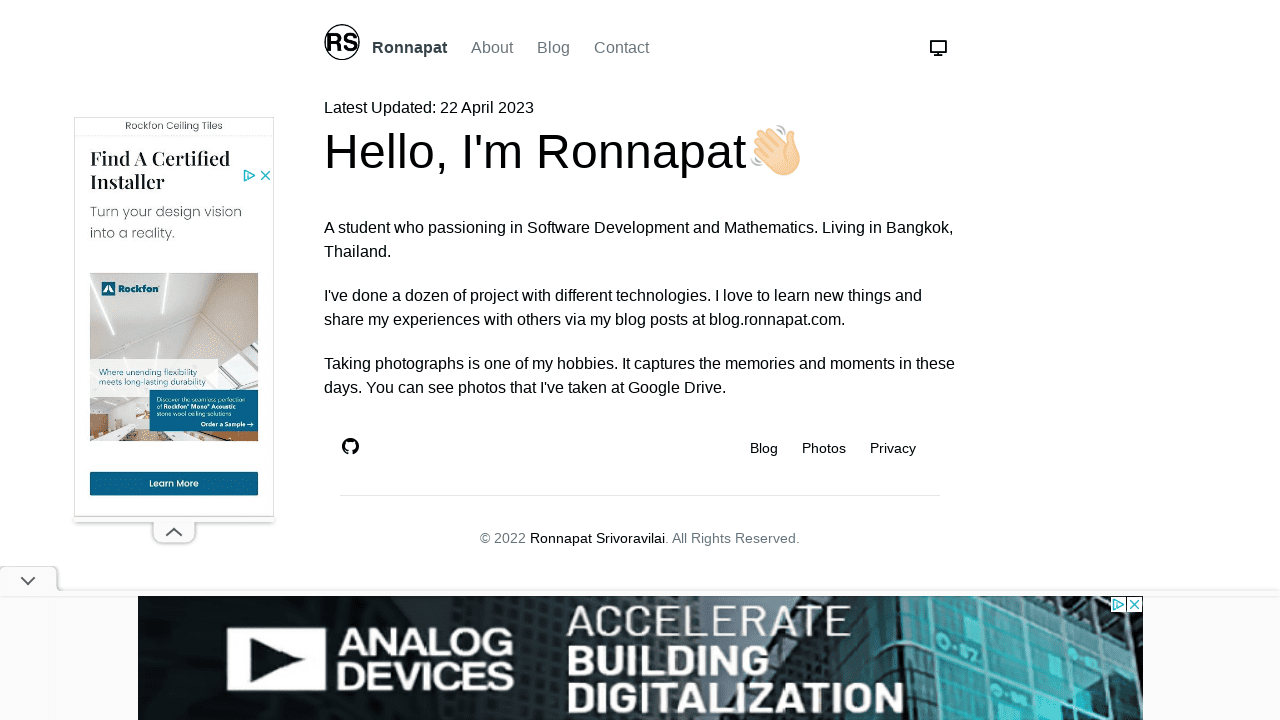 RS
Ronnapat
About
Blog
Contact
Latest Updated: 22 April 2023
Hello, I'm Ronnapat
A student who passioning in Software Development and Mathematics. Living in Bangkok,
Thailand.
I've done a dozen of project with different technologies. I love to learn new things and
share my experiences with others via my blog posts at blog.ronnapat.com.
Taking photographs is one of my hobbies. It captures the memories and moments in these
days. You can see photos that I've taken at Google Drive.
Blog
Photos
Privacy
© 2022 Ronnapat Srivoravilai. All Rights Reserved.
Rockfon Ceiling Tiles
Find A Certified
Installer
Turn your design vision
into a reality.
Rockfon
Where unending flexibility
meets long-lasting durability
Discover the seamless perfection
of Rockfon® Mono® Acoustic
stone wool ceiling solutions
Order a Sample
Learn More
ANALOG
DEVICES
ACCELERATE
BUILDING
DIGITALIZATION